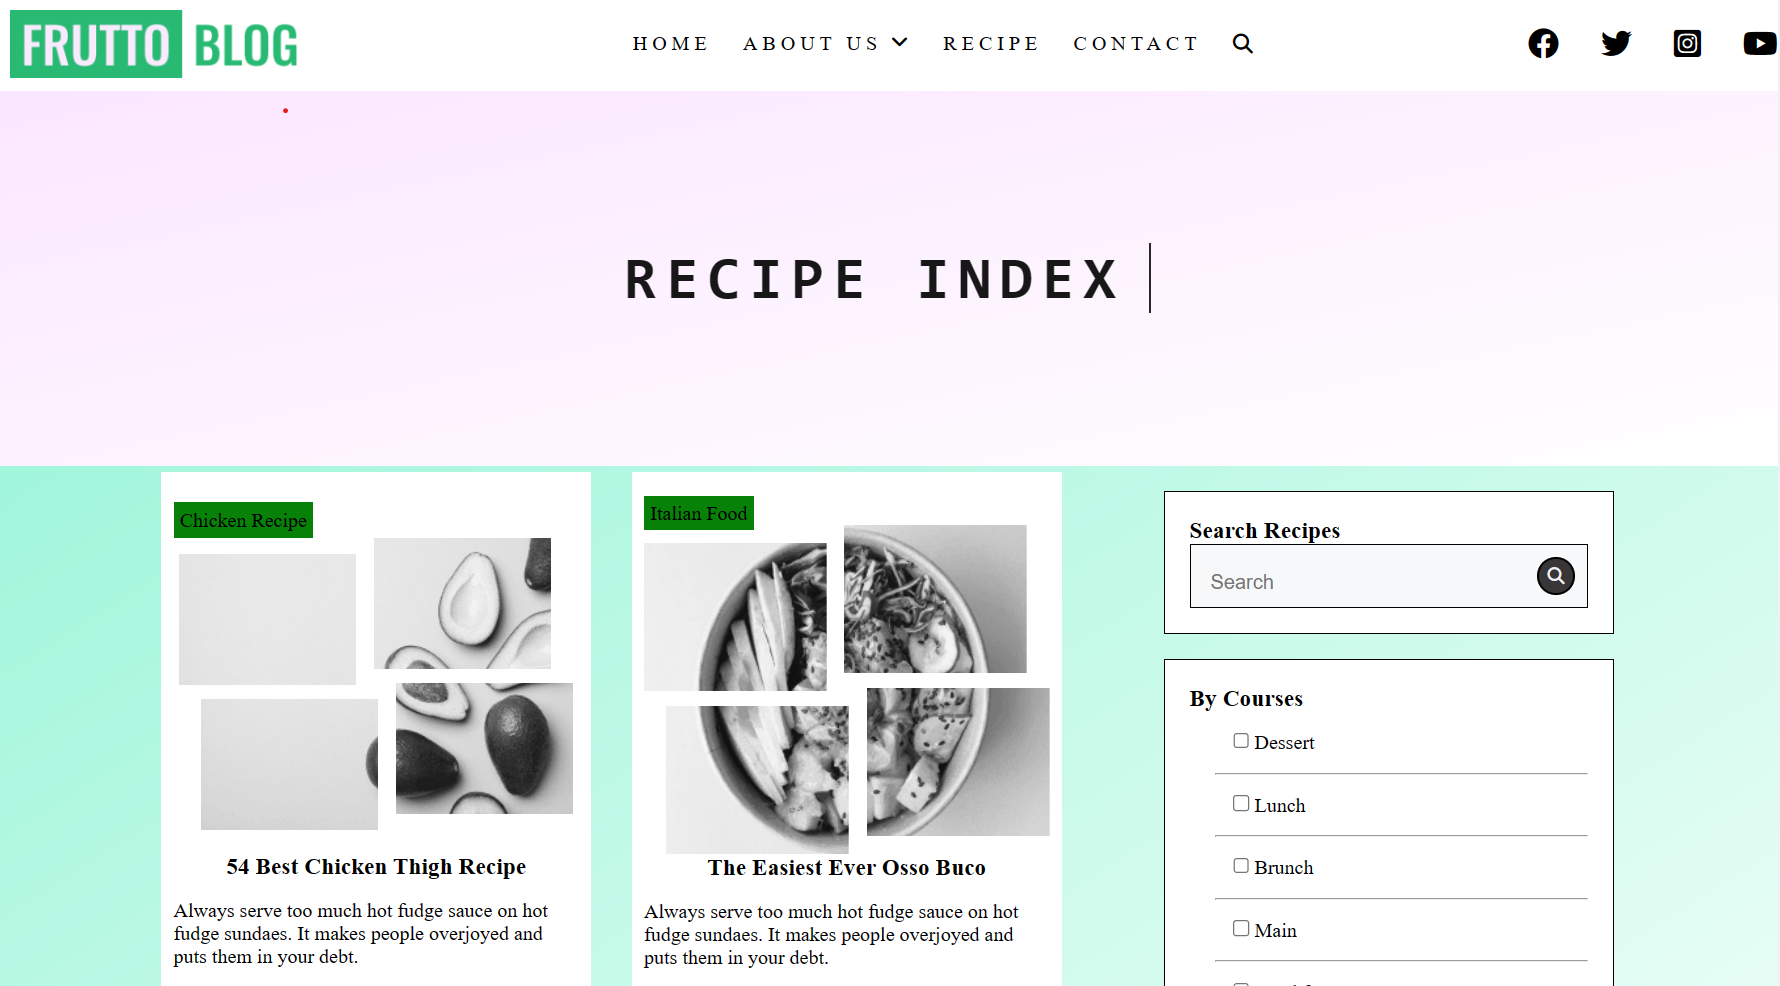 FRUTTO BLOG
HOME ABOUT US RECIPE CONTACT
RECIPE INDEX
Chicken Recipe
54 Best Chicken Thigh Recipe
Always serve too much hot fudge sauce on hot
fudge sundaes. It makes people overjoyed and
puts them in your debt.
Italian Food
The Easiest Ever Osso Buco
Always serve too much hot fudge sauce on hot
fudge sundaes. It makes people overjoyed and
puts them in your debt.
Search Recipes
Search
By Courses
Dessert
Lunch
Brunch
Main